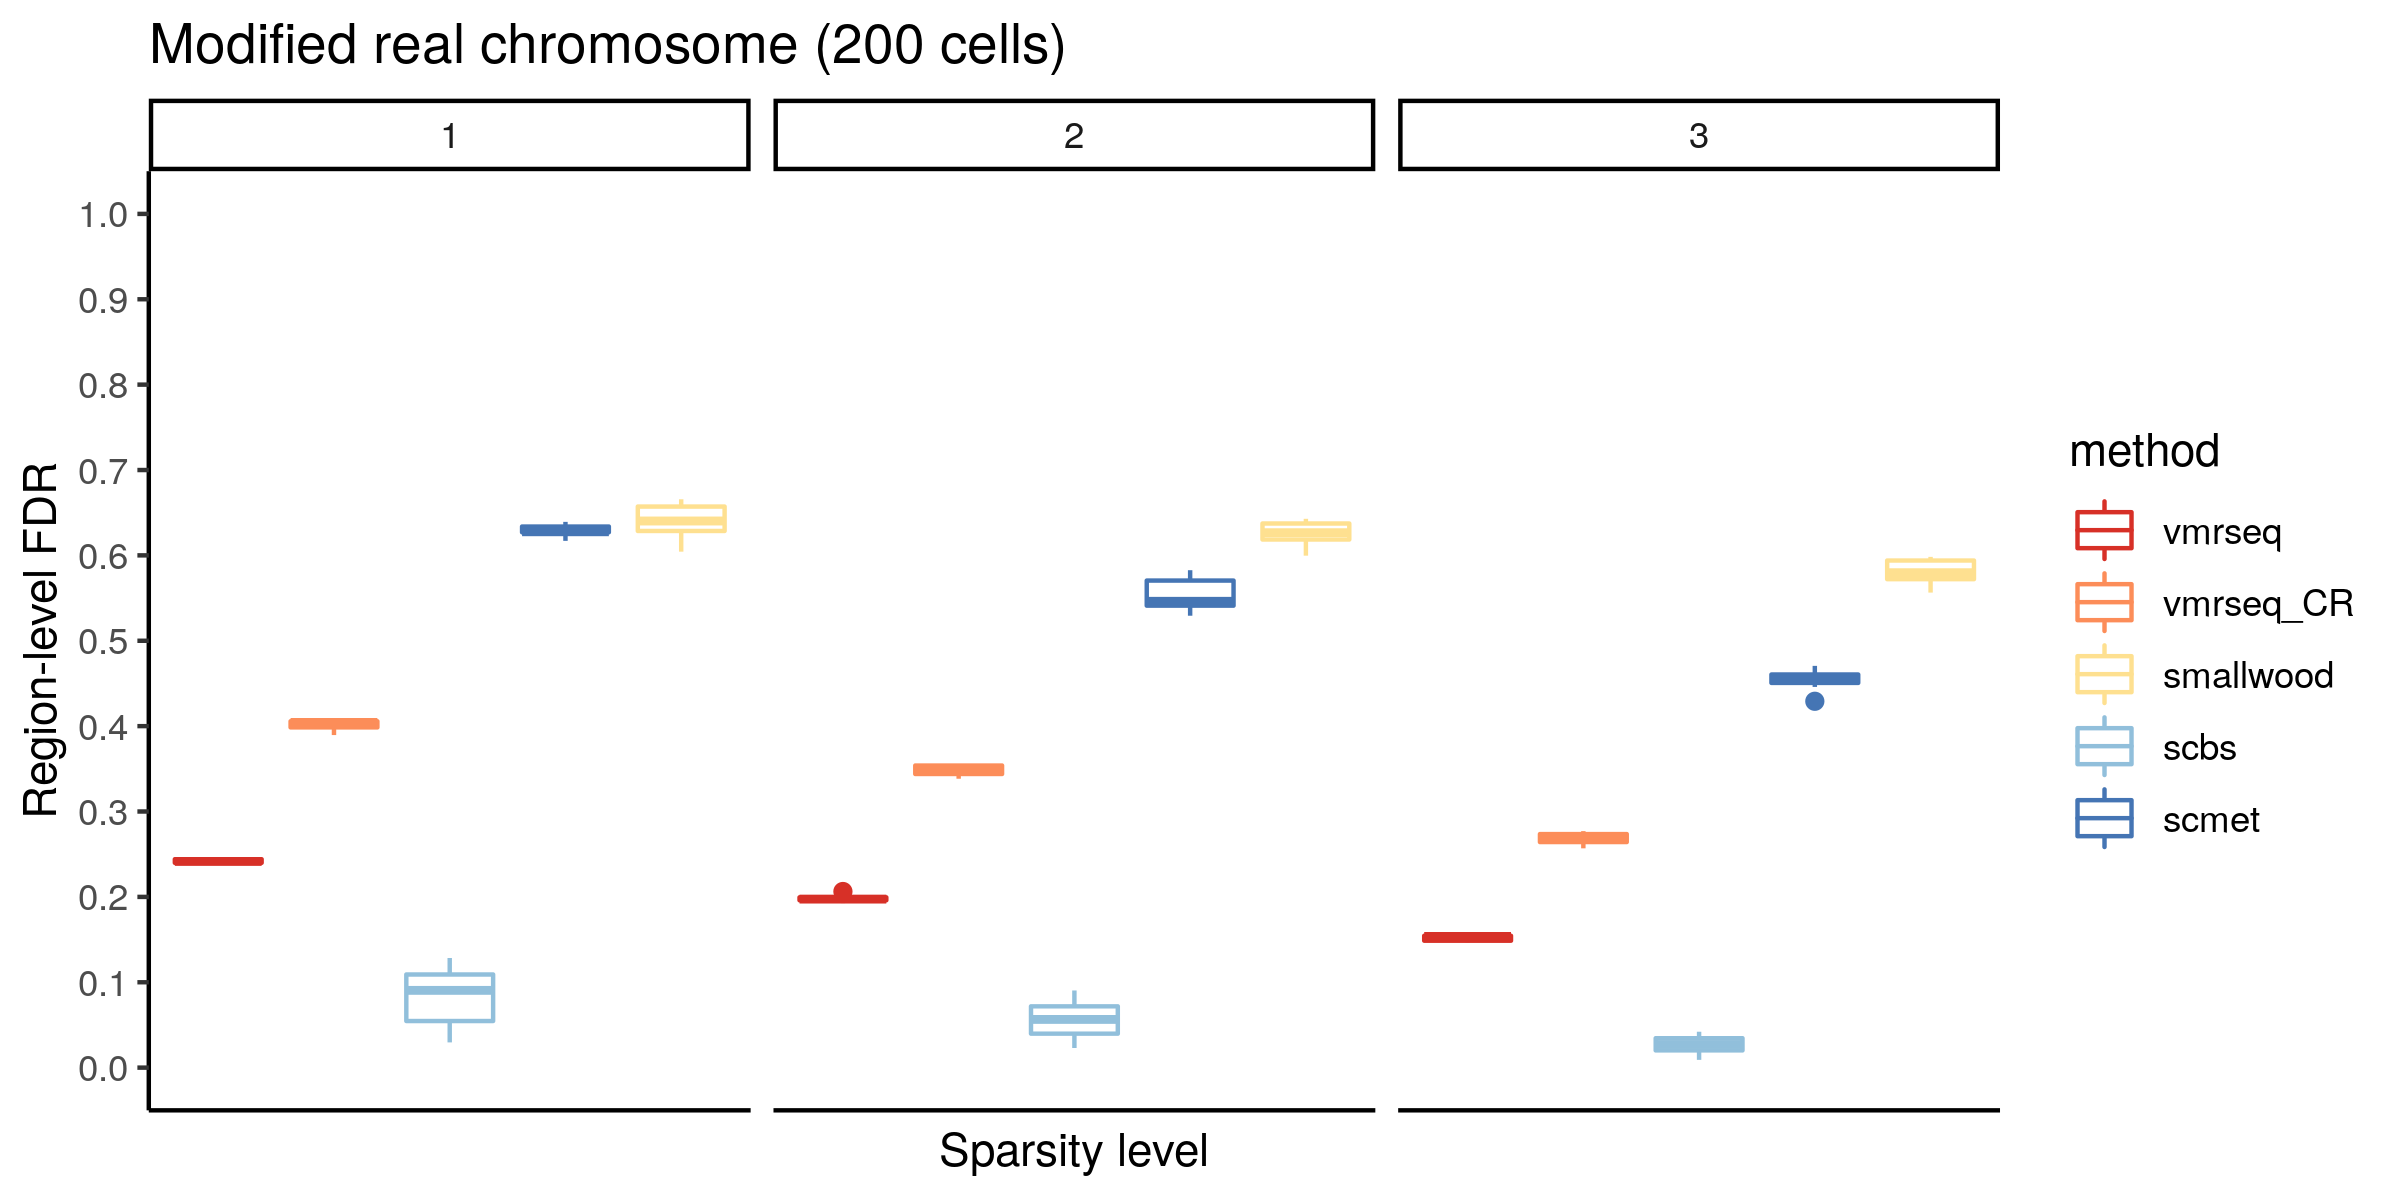 Modified real chromosome (200 cells)
1
2
3
1.0
0.9
0.8
0.7
0.6
0.5
0.4
0.3
0.2
0.1
0.0
Region-level FDR
Sparsity level
method
vmrseq
vmrseq_CR
smallwood
scbs
scmet